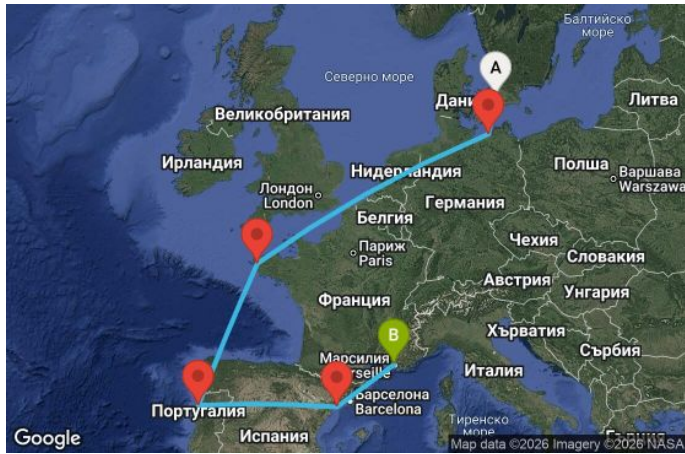 Балтийско
море
A
Северно море
Литва
Великобритания
Ирландия
Нидерландия
Полша
Варшава
Warszawa
Лондон
London
Белгия
Германия
Париж
Paris
Чехия
Словакия
Австрия
Унгария
Франция
B
Хърватия
Марсилия
Сърбия
Италия
Барселона
Barcelona
Португалия
Испания
Тиренско
море
Google
Map data ©2026 Imagery ©2026 NASA